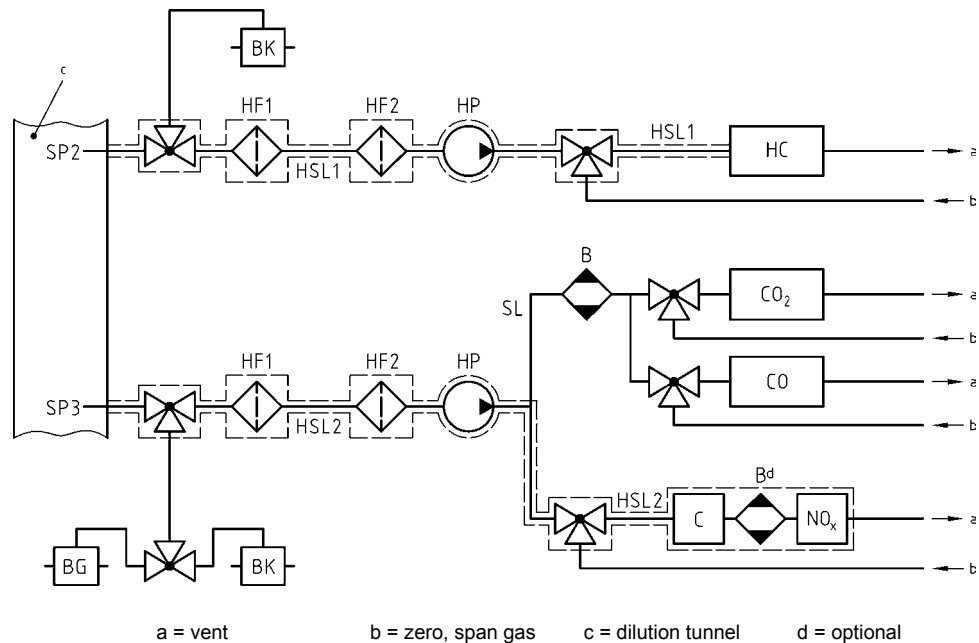 BK
c
HF1 HF2 HP
HSL1
SP2
HC
a
HSL1
b
B
CO₂
a
SL
b
HF1 HF2 HP
CO
a
SP3
HSL2
b
HSL2
Bᵈ
C
NOₓ
a
BG
BK
b
a = vent b = zero, span gas c = dilution tunnel d = optional